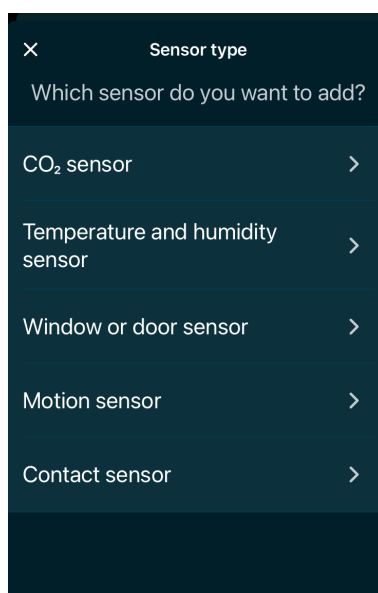 Sensor type
Which sensor do you want to add?
CO₂ sensor
Temperature and humidity
sensor
Window or door sensor
Motion sensor
Contact sensor